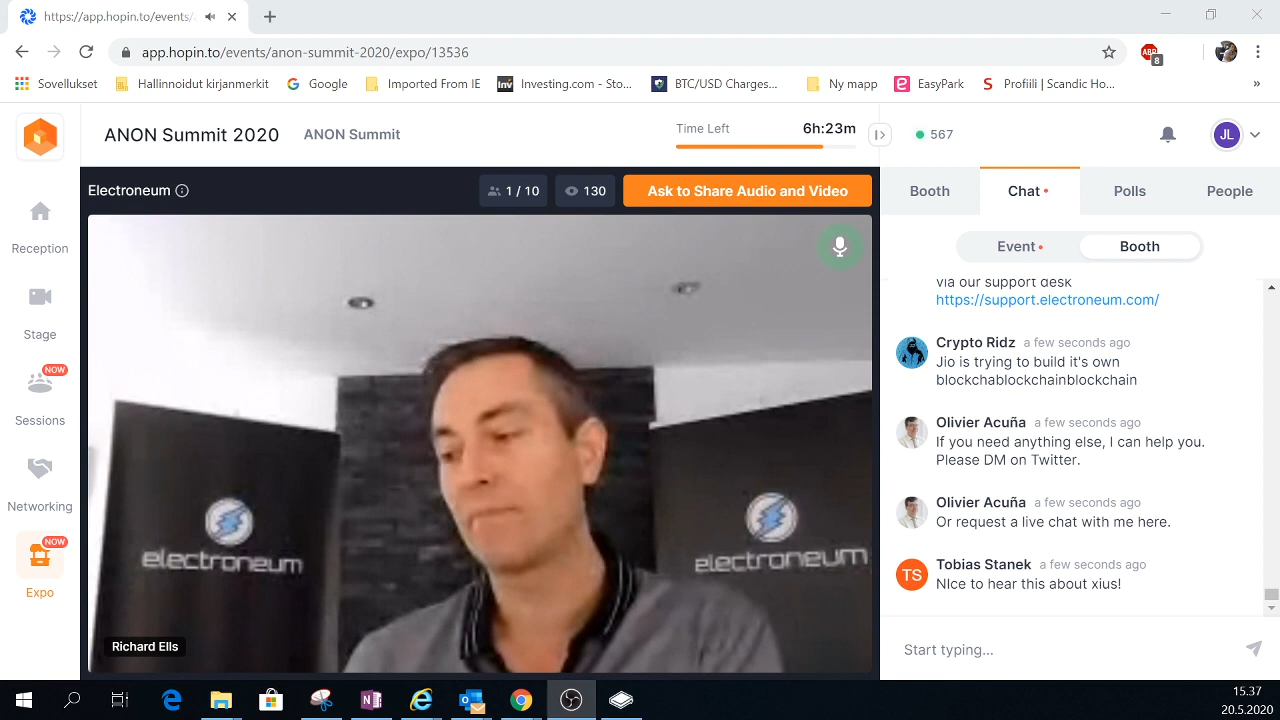 https://app.hopin.to/events/
app.hopin.to/events/anon-summit-2020/expo/13536
ABP
8
Sovellukset
Hallinnoidut kirjanmerkit
Google
Imported From IE
Inv
Investing.com - Sto...
BTC/USD Charges...
Ny mapp
EasyPark
Profiili | Scandic Ho...
»
ANON Summit 2020
ANON Summit
Time Left
6h:23m
567
JL
Electroneum
1 / 10
130
Ask to Share Audio and Video
Booth
Chat
Polls
People
Event
Booth
Reception
Stage
NOW
Sessions
Networking
NOW
Expo
electroneum
electroneum
Richard Ells
via our support desk
https://support.electroneum.com/
Crypto Ridz a few seconds ago
Jio is trying to build it's own
blockchablockchainblockchain
Olivier Acuña a few seconds ago
If you need anything else, I can help you.
Please DM on Twitter.
Olivier Acuña a few seconds ago
Or request a live chat with me here.
TS
Tobias Stanek a few seconds ago
NIce to hear this about xius!
Start typing...
15.37
20.5.2020